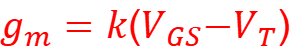 g_m = k(V_GS−V_T)